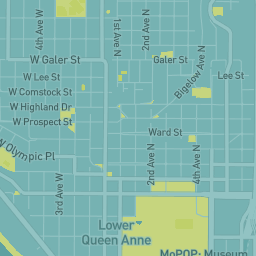 4th Ave W
1st Ave N
2nd Ave N
W Galer St
Galer St
W Lee St
Lee St
W Comstock St
Bigelow Ave N
W Highland Dr
W Prospect St
Ward St
W Olympic Pl
3rd Ave W
2nd Ave N
4th Ave N
Lower
Queen Anne
MoPOP: Museum